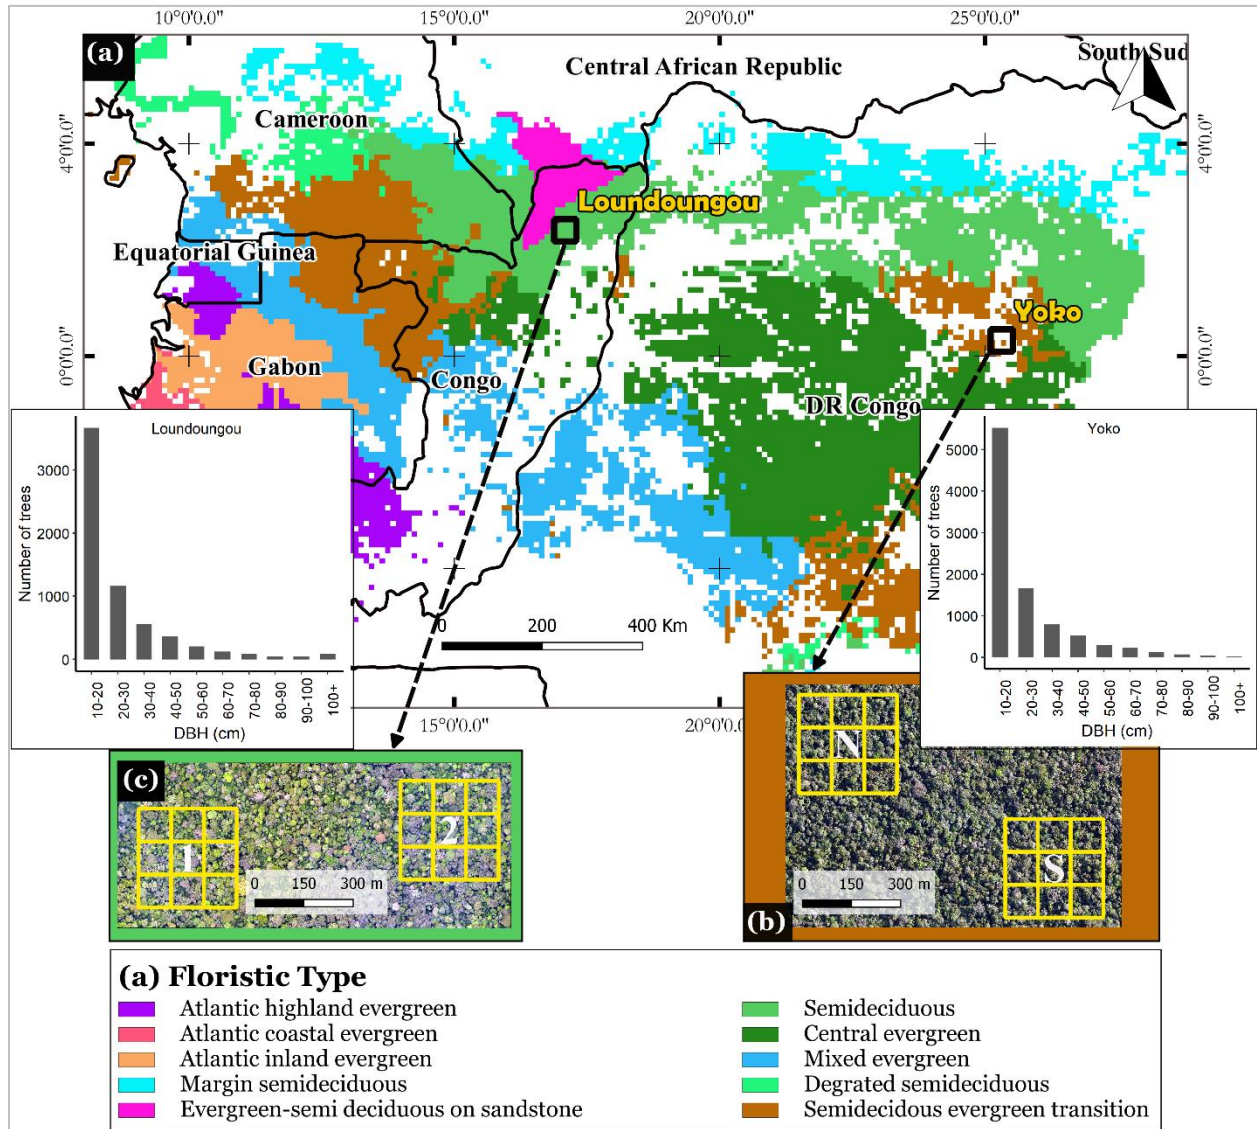 10°0'0.0" 15°0'0.0" 20°0'0.0" 25°0'0.0"
(a)
South Sud
Central African Republic
Cameroon
4°0'0.0" 4°0'0.0"
Loundoungou
Equatorial Guinea
Yoko
0°0'0.0" 0°0'0.0"
Gabon
Congo
DR Congo
Loundoungou
Number of trees
3000
2000
1000
0
10-20 20-30 30-40 40-50 50-60 60-70 70-80 80-90 90-100 100+
DBH (cm)
0 200 400 Km
Yoko
Number of trees
5000
4000
3000
2000
1000
0
10-20 20-30 30-40 40-50 50-60 60-70 70-80 80-90 90-100 100+
DBH (cm)
15°0'0.0" 20°0'0.0"
(c)
1
2
0 150 300 m
N
S
0 150 300 m
(b)
(a) Floristic Type
Atlantic highland evergreen
Atlantic coastal evergreen
Atlantic inland evergreen
Margin semideciduous
Evergreen-semi deciduous on sandstone
Semideciduous
Central evergreen
Mixed evergreen
Degrated semideciduous
Semidecidous evergreen transition